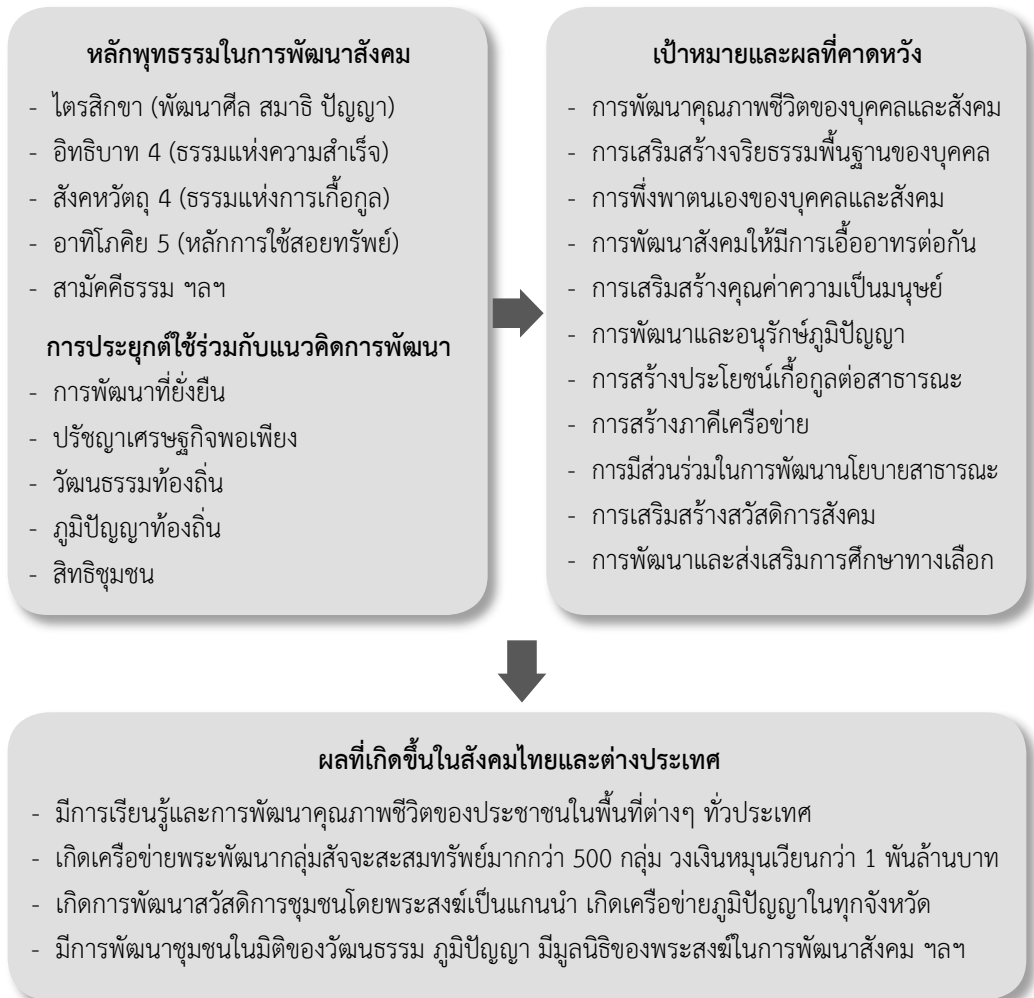 หลักพุทธรรมในการพัฒนาสังคม
- ไตรสิกขา (พัฒนาศีล สมาธิ ปัญญา)
- อิทธิบาท 4 (ธรรมแห่งความสำเร็จ)
- สังคหวัตถุ 4 (ธรรมแห่งการเกื้อกูล)
- อาทิโภคิย 5 (หลักการใช้สอยทรัพย์)
- สามัคคีธรรม ฯลฯ
การประยุกต์ใช้ร่วมกับแนวคิดการพัฒนา
- การพัฒนาที่ยั่งยืน
- ปรัชญาเศรษฐกิจพอเพียง
- วัฒนธรรมท้องถิ่น
- ภูมิปัญญาท้องถิ่น
- สิทธิชุมชน
เป้าหมายและผลที่คาดหวัง
- การพัฒนาคุณภาพชีวิตของบุคคลและสังคม
- การเสริมสร้างจริยธรรมพื้นฐานของบุคคล
- การพึ่งพาตนเองของบุคคลและสังคม
- การพัฒนาสังคมให้มีการเอื้ออาทรต่อกัน
- การเสริมสร้างคุณค่าความเป็นมนุษย์
- การพัฒนาและอนุรักษ์ภูมิปัญญา
- การสร้างประโยชน์เกื้อกูลต่อสาธารณะ
- การสร้างภาคีเครือข่าย
- การมีส่วนร่วมในการพัฒนานโยบายสาธารณะ
- การเสริมสร้างสวัสดิการสังคม
- การพัฒนาและส่งเสริมการศึกษาทางเลือก
ผลที่เกิดขึ้นในสังคมไทยและต่างประเทศ
- มีการเรียนรู้และการพัฒนาคุณภาพชีวิตของประชาชนในพื้นที่ต่างๆ ทั่วประเทศ
- เกิดเครือข่ายพระพัฒนากลุ่มสัจจะสะสมทรัพย์มากกว่า 500 กลุ่ม วงเงินหมุนเวียนกว่า 1 พันล้านบาท
- เกิดการพัฒนาสวัสดิการชุมชนโดยพระสงฆ์เป็นแกนนำ เกิดเครือข่ายภูมิปัญญาในทุกจังหวัด
- มีการพัฒนาชุมชนในมิติของวัฒนธรรม ภูมิปัญญา มีมูลนิธิของพระสงฆ์ในการพัฒนาสังคม ฯลฯ